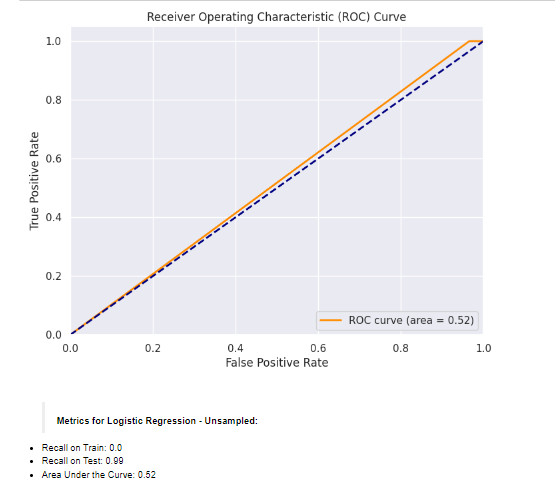 Receiver Operating Characteristic (ROC) Curve
1.0
0.8
0.6
0.4
0.2
0.0
True Positive Rate
ROC curve (area = 0.52)
0.0 0.2 0.4 0.6 0.8 1.0
False Positive Rate
Metrics for Logistic Regression - Unsampled:
• Recall on Train: 0.0
• Recall on Test: 0.99
• Area Under the Curve: 0.52